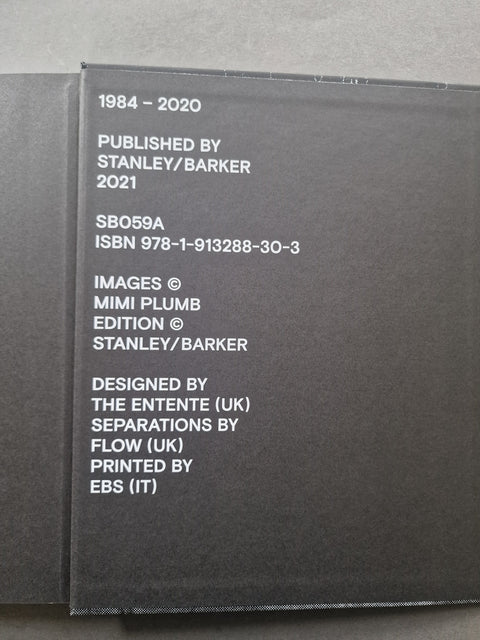 1984 – 2020
PUBLISHED BY
STANLEY/BARKER
2021
SB059A
ISBN 978-1-913288-30-3
IMAGES ©
MIMI PLUMB
EDITION ©
STANLEY/BARKER
DESIGNED BY
THE ENTENTE (UK)
SEPARATIONS BY
FLOW (UK)
PRINTED BY
EBS (IT)